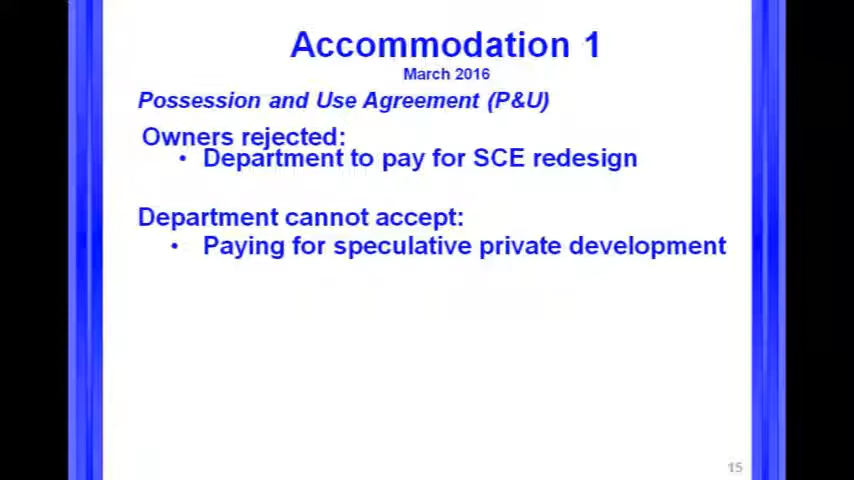 Accommodation 1
March 2016
Possession and Use Agreement (P&U)
Owners rejected:
• Department to pay for SCE redesign
Department cannot accept:
• Paying for speculative private development
15